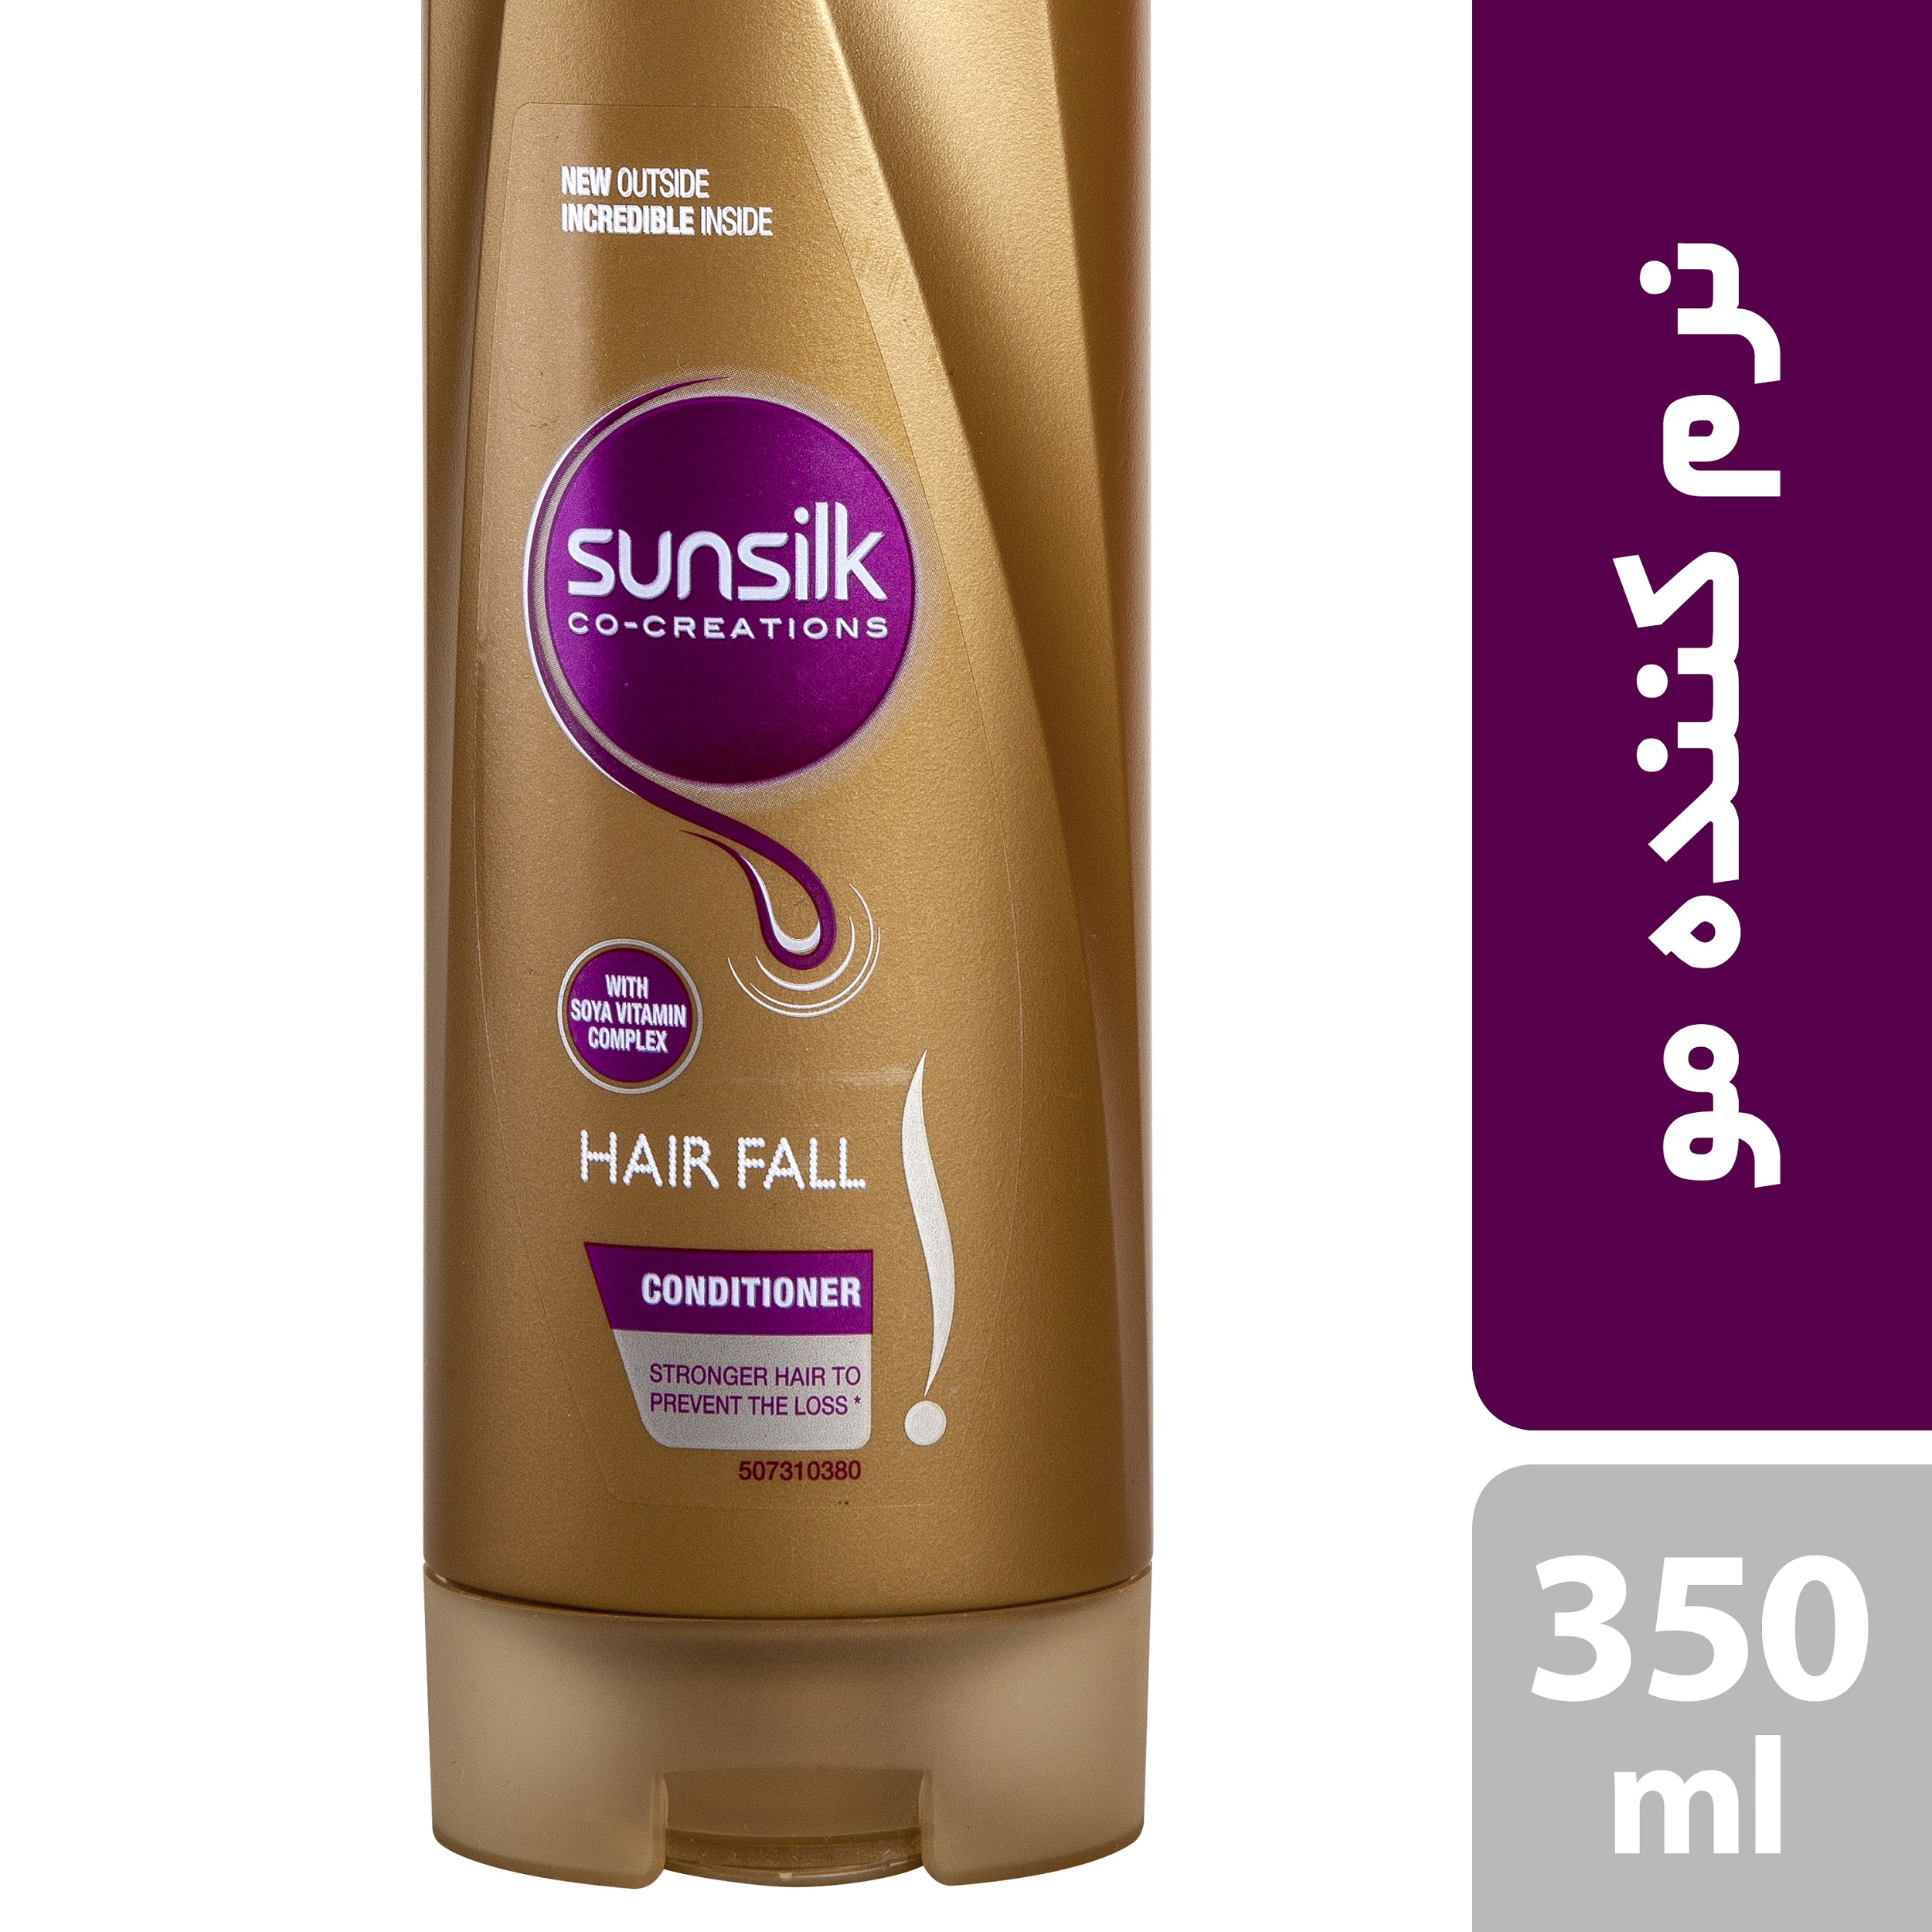 NEW OUTSIDE
INCREDIBLE INSIDE
sunsilk
CO-CREATIONS
WITH
SOYA VITAMIN
COMPLEX
HAIR FALL
CONDITIONER
STRONGER HAIR TO
PREVENT THE LOSS *
507310380
نرم کننده مو
350
ml